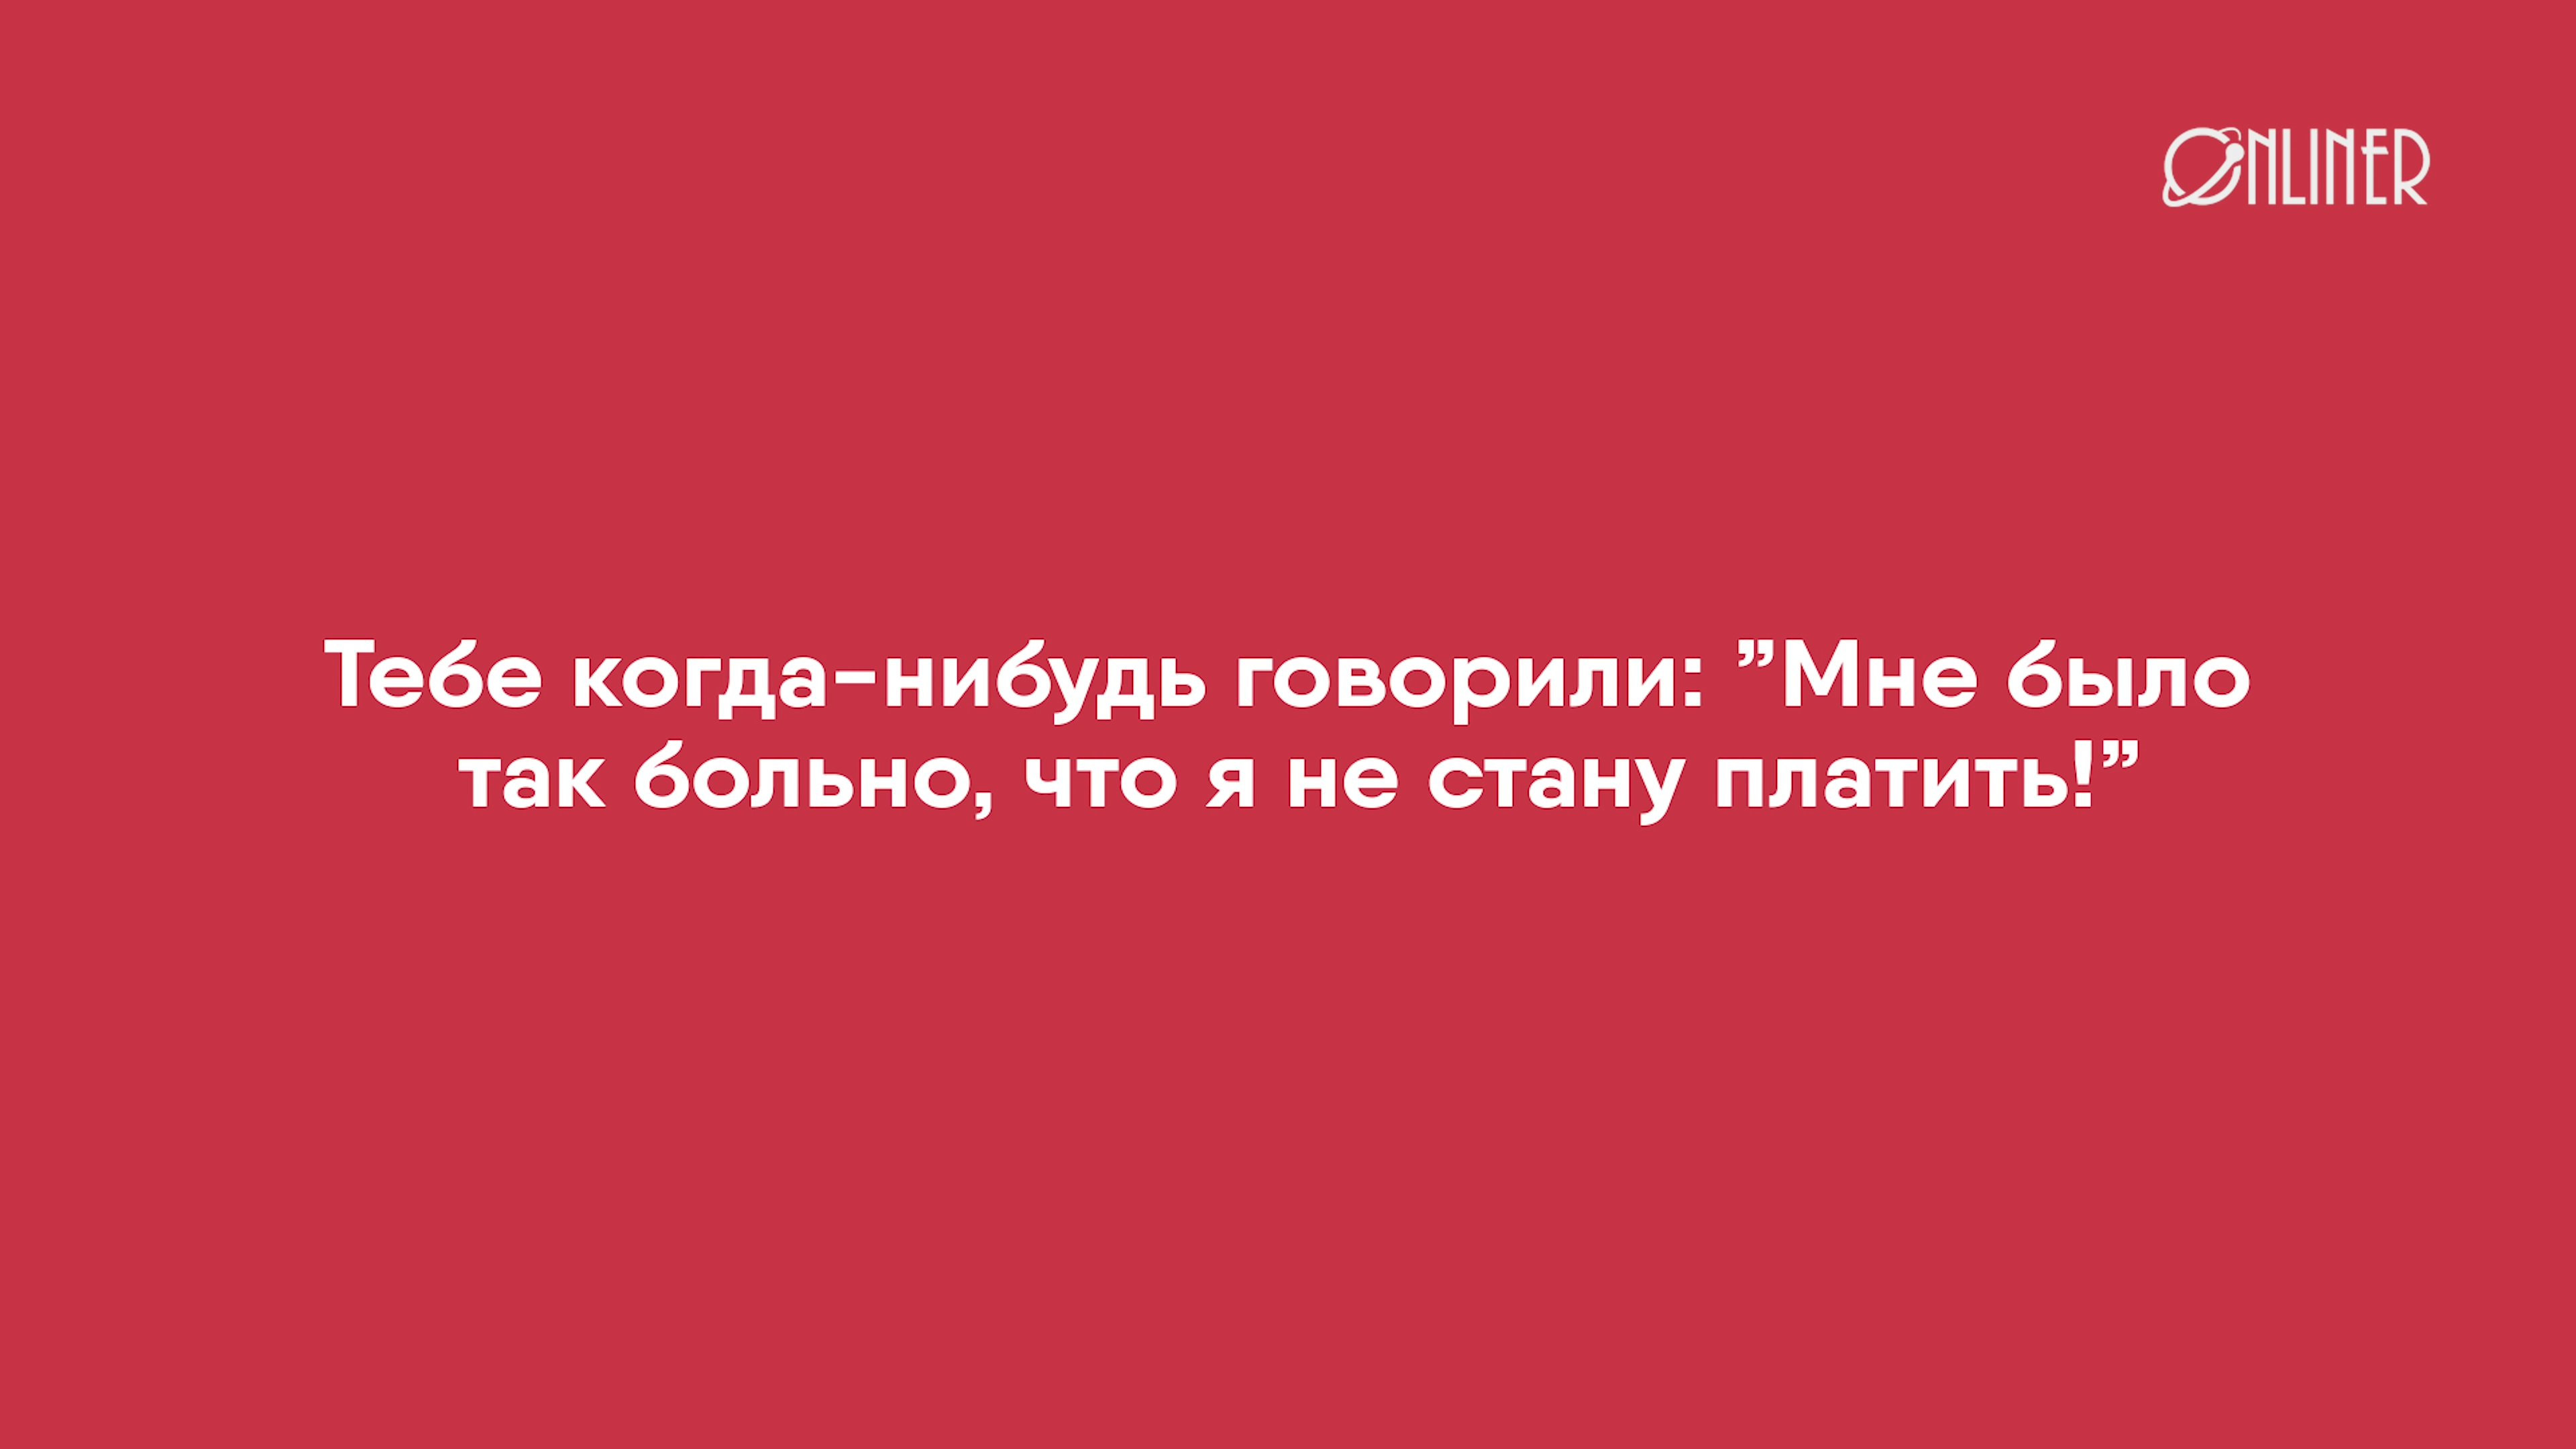 ONLINER
Тебе когда-нибудь говорили: ”Мне было
так больно, что я не стану платить!”